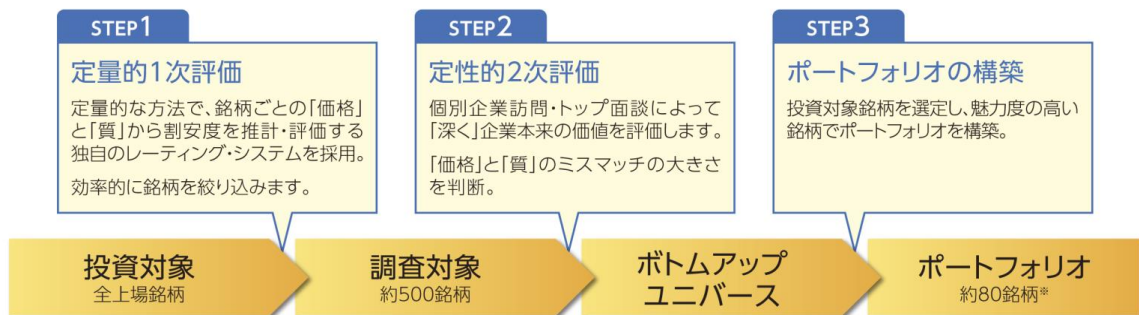 STEP1
定量的1次評価
定量的な方法で、銘柄ごとの「価格」
と「質」から割安度を推計・評価する
独自のレーティング・システムを採用。
効率的に銘柄を絞り込みます。
STEP2
定性的2次評価
個別企業訪問・トップ面談によって
「深く」企業本来の価値を評価します。
「価格」と「質」のミスマッチの大きさ
を判断。
STEP3
ポートフォリオの構築
投資対象銘柄を選定し、魅力度の高い
銘柄でポートフォリオを構築。
投資対象
全上場銘柄
調査対象
約500銘柄
ボトムアップ
ユニバース
ポートフォリオ
約80銘柄※